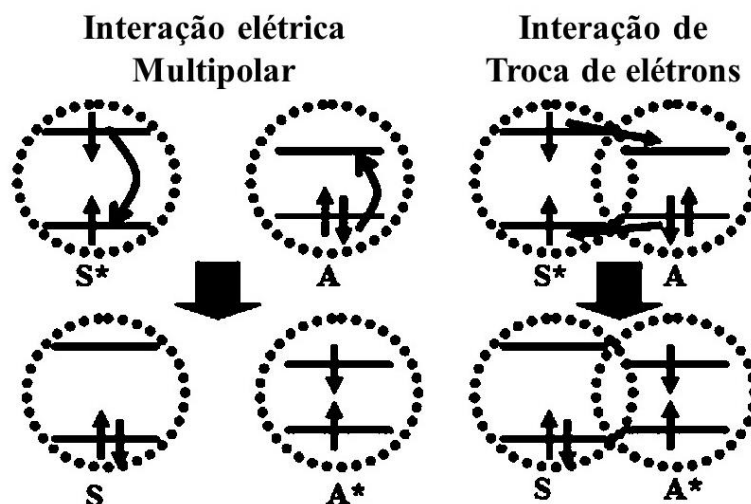 Interação elétrica
Multipolar
Interação de
Troca de elétrons
S*
A
S*
A
S
A*
S
A*